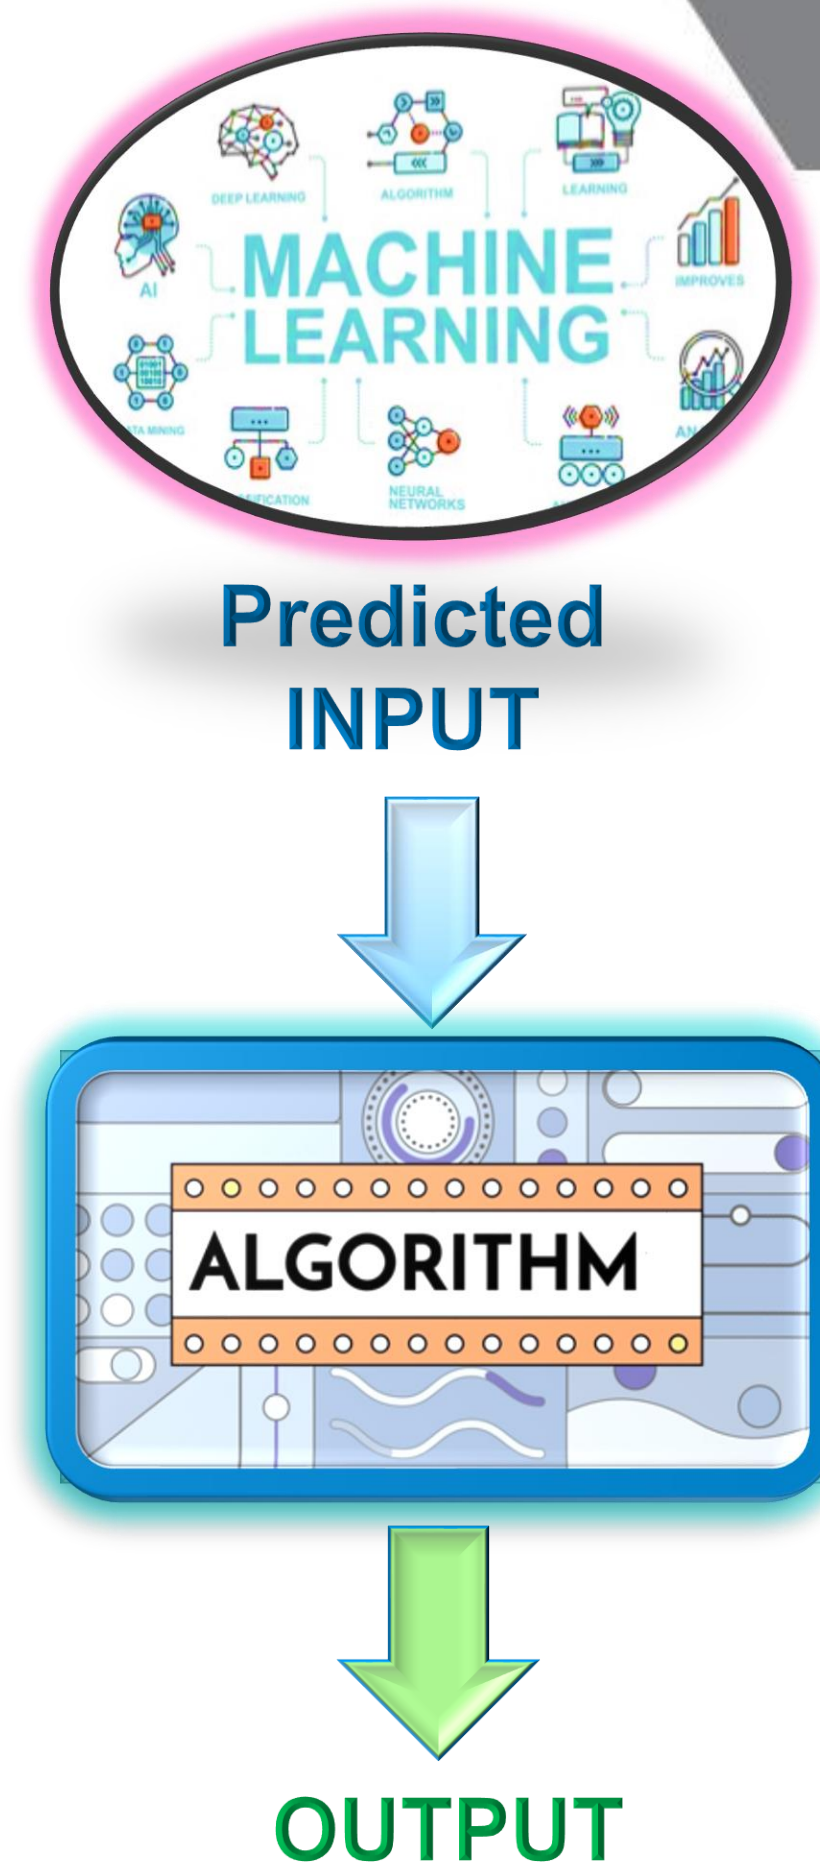 DEEP LEARNING
ALGORITHM
LEARNING
AI
MACHINE
LEARNING
IMPROVES
NEURAL
NETWORKS
Predicted
INPUT
ALGORITHM
OUTPUT